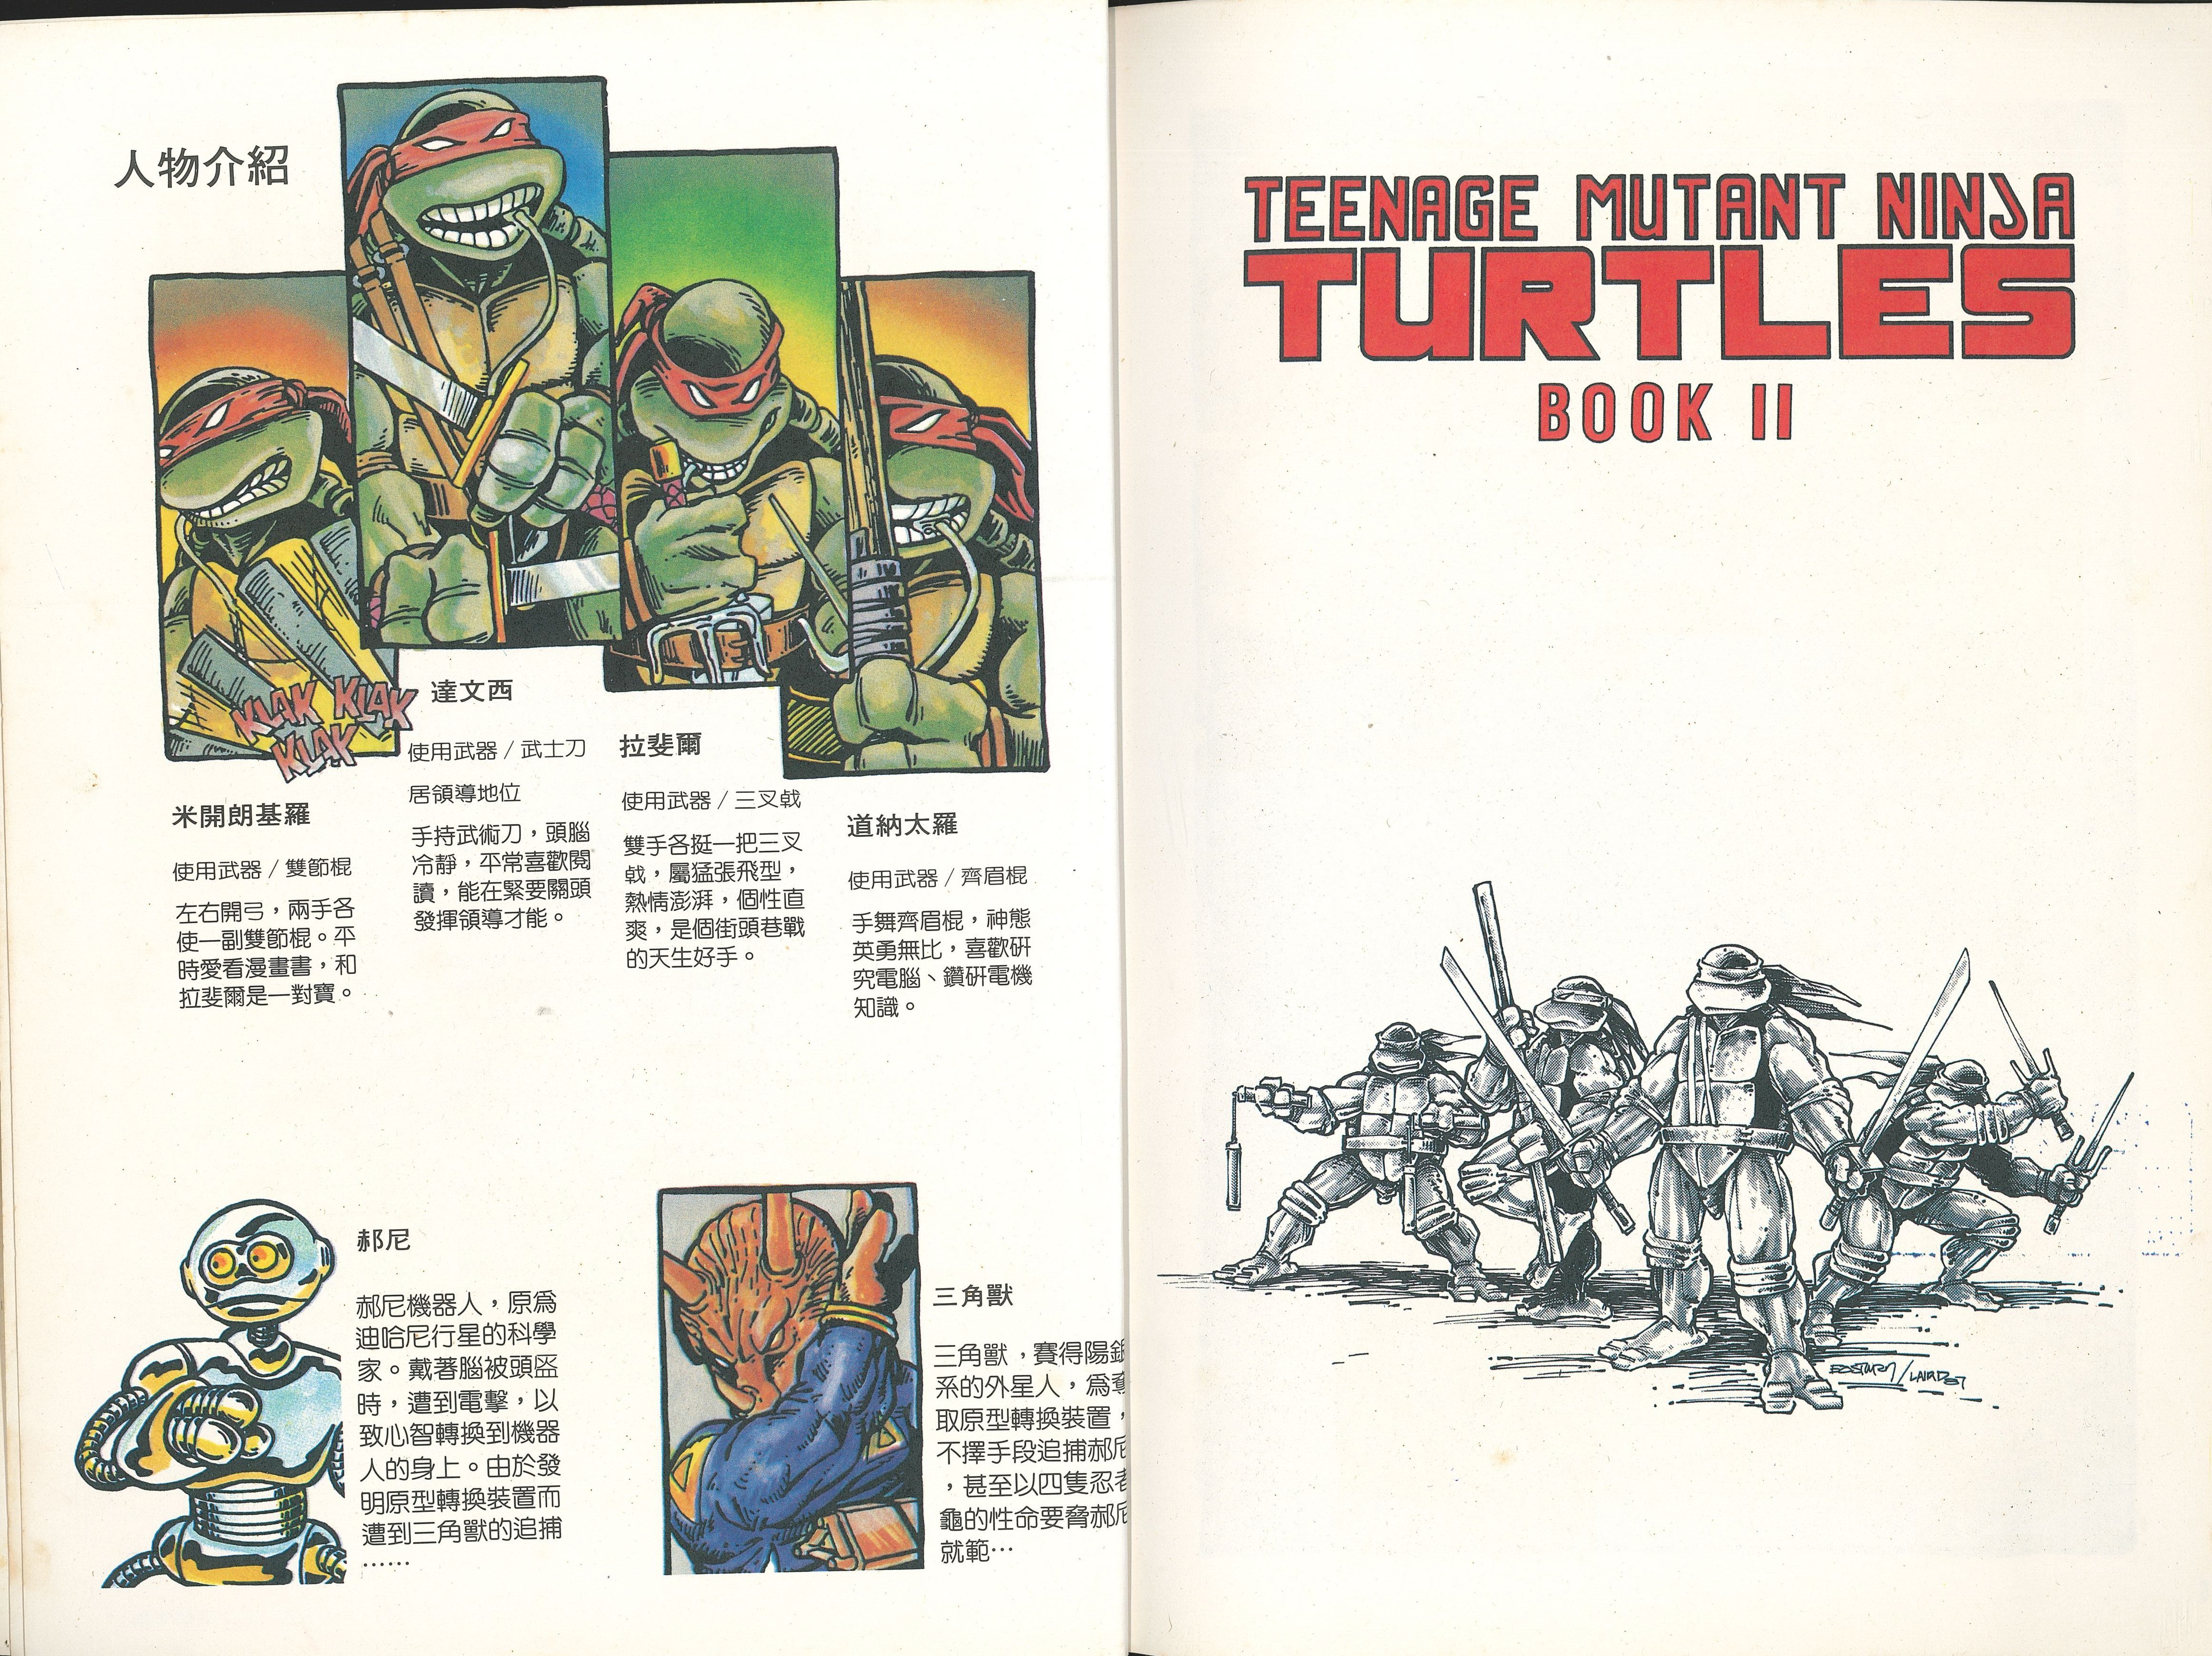 人物介紹
KLAK KLAK
KLAK
米開朗基羅
使用武器/雙節棍
左右開弓，兩手各
使一副雙節棍。平
時愛看漫畫書，和
拉斐爾是一對寶。
達文西
使用武器/武士刀
居領導地位
手持武術刀，頭腦
冷靜，平常喜歡閱
讀，能在緊要關頭
發揮領導才能。
拉斐爾
使用武器/三叉戟
雙手各挺一把三叉
戟，屬猛張飛型，
熱情澎湃，個性直
爽，是個街頭巷戰
的天生好手。
道納太羅
使用武器/齊眉棍
手舞齊眉棍，神態
英勇無比，喜歡研
究電腦、鑽研電機
知識。
郝尼
郝尼機器人，原為
迪哈尼行星的科學
家。戴著腦被頭盔
時，遭到電擊，以
致心智轉換到機器
人的身上。由於發
明原型轉換裝置而
遭到三角獸的追捕
……
三角獸
三角獸，賽得陽銀
系的外星人，為奪
取原型轉換裝置，
不擇手段追捕郝尼
，甚至以四隻忍者
龜的性命要脅郝尼
就範…
TEENAGE MUTANT NINJA
TURTLES
BOOK II
EASTMAN/LAIRD 87